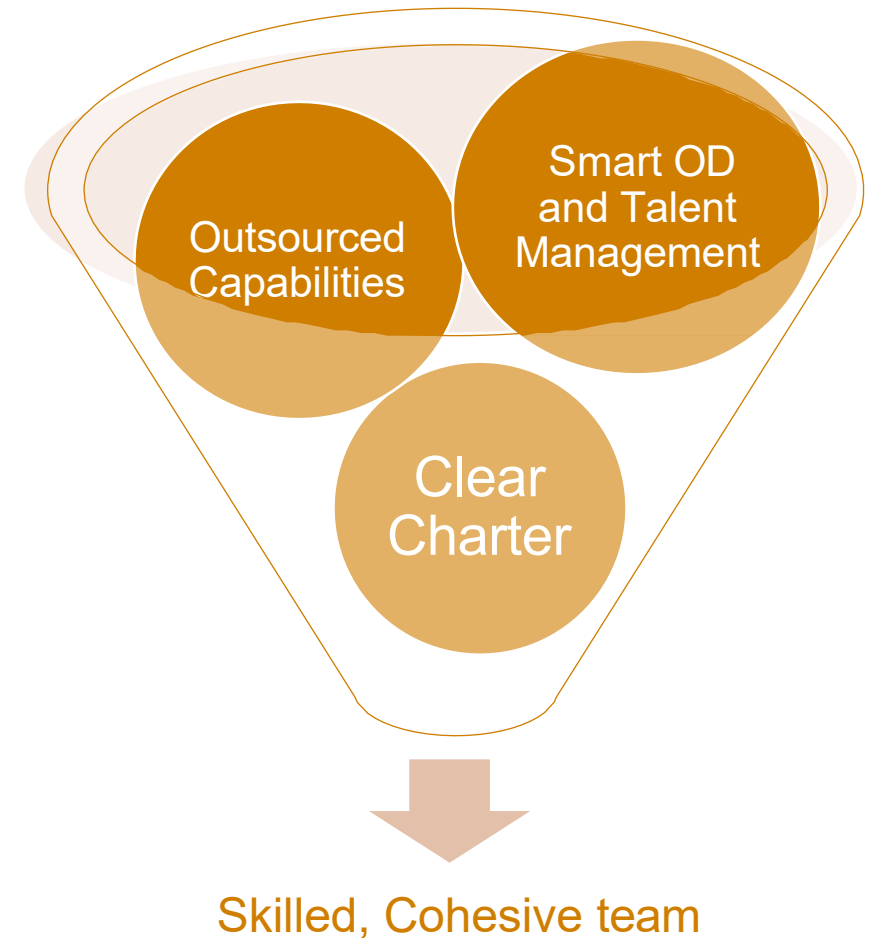 Smart OD
and Talent
Management
Outsourced
Capabilities
Clear
Charter
Skilled, Cohesive team